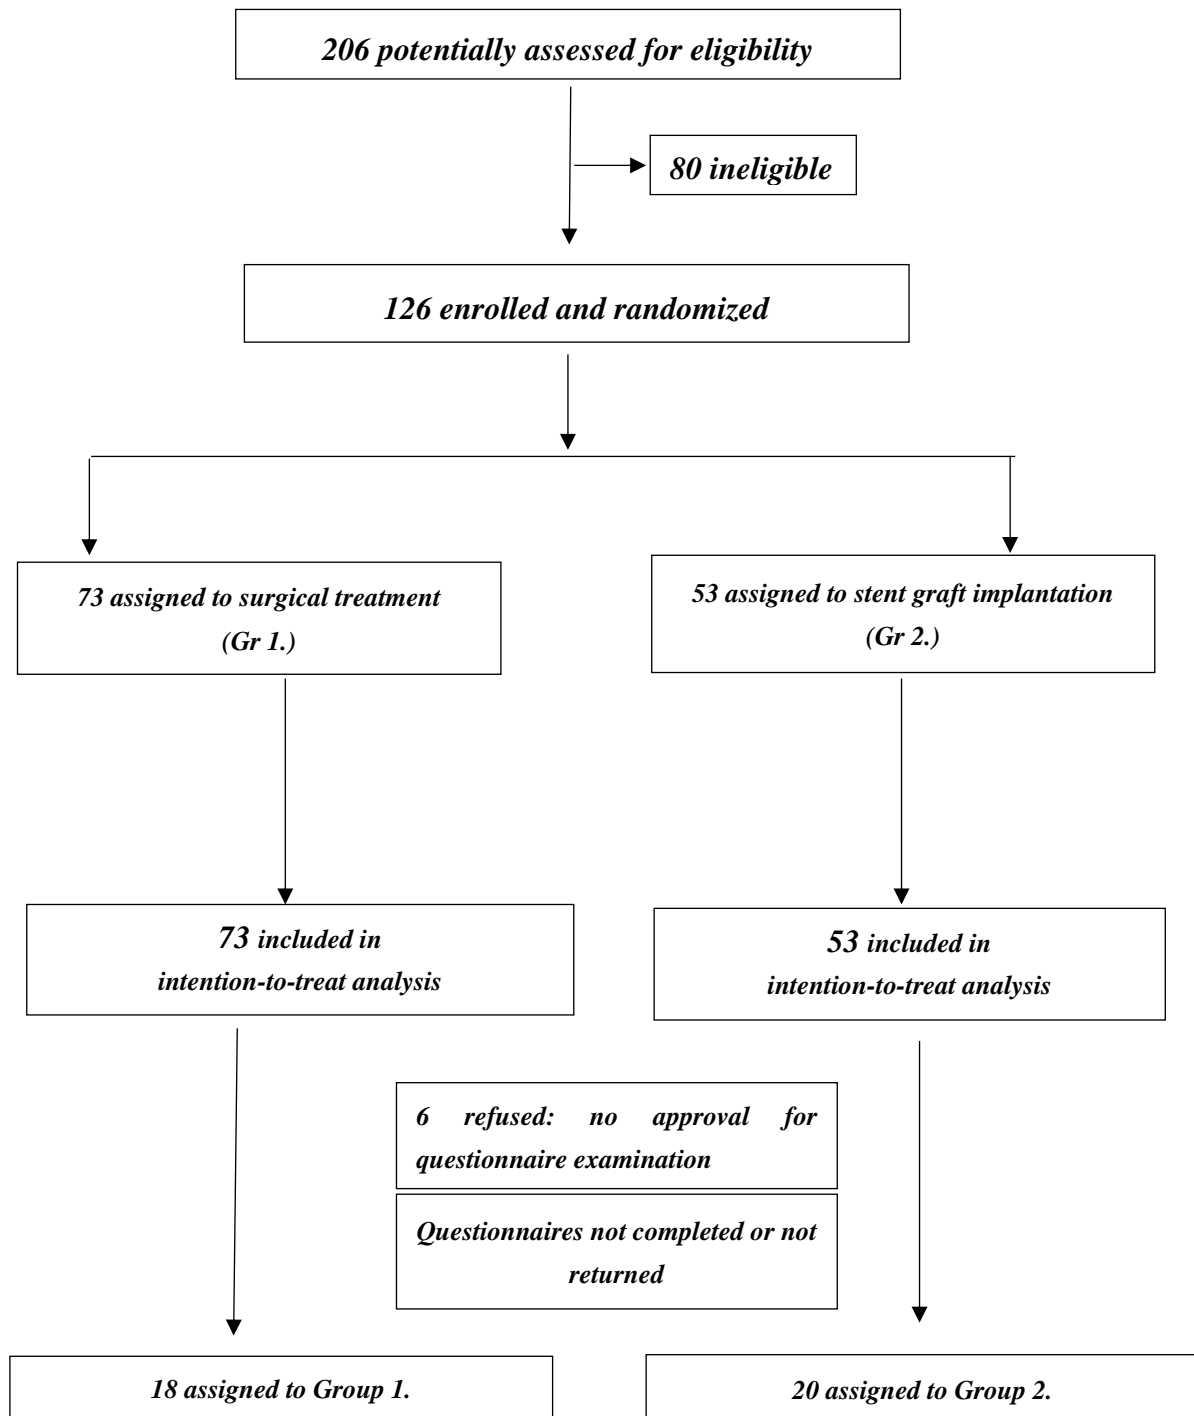 206 potentially assessed for eligibility
80 ineligible
126 enrolled and randomized
73 assigned to surgical treatment
(Gr 1.)
53 assigned to stent graft implantation
(Gr 2.)
73 included in
intention-to-treat analysis
53 included in
intention-to-treat analysis
6 refused: no approval for
questionnaire examination
Questionnaires not completed or not
returned
18 assigned to Group 1.
20 assigned to Group 2.